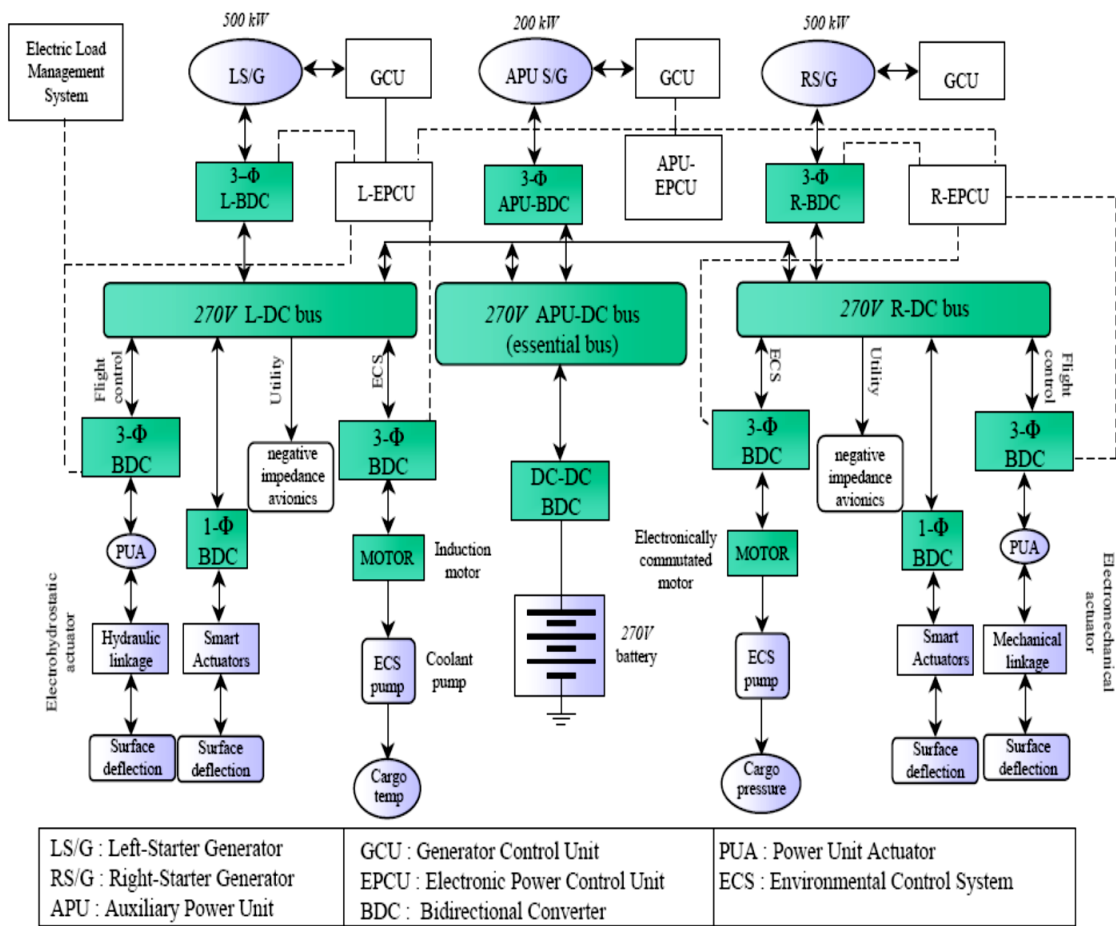 500 kW
200 kW
500 kW
Electric Load
Management
System
LS/G
GCU
APU S/G
GCU
RS/G
GCU
3-Φ
L-BDC
L-EPCU
3-Φ
APU-BDC
APU-
EPCU
3-Φ
R-BDC
R-EPCU
270V L-DC bus
270V APU-DC bus
(essential bus)
270V R-DC bus
Flight
control
Utility
ECS
ECS
Utility
Flight
control
3-Φ
BDC
negative
impedance
avionics
3-Φ
BDC
DC-DC
BDC
3-Φ
BDC
negative
impedance
avionics
3-Φ
BDC
PUA
1-Φ
BDC
MOTOR
Induction
motor
Electronically
commutated
motor
MOTOR
1-Φ
BDC
PUA
Electrohydrostatic
actuator
Hydraulic
linkage
Smart
Actuators
ECS
pump
Coolant
pump
270V
battery
ECS
pump
Smart
Actuators
Mechanical
linkage
Electromechanical
actuator
Surface
deflection
Surface
deflection
Cargo
temp
Cargo
pressure
Surface
deflection
Surface
deflection
LS/G : Left-Starter Generator
RS/G : Right-Starter Generator
APU : Auxiliary Power Unit
GCU : Generator Control Unit
EPCU : Electronic Power Control Unit
BDC : Bidirectional Converter
PUA : Power Unit Actuator
ECS : Environmental Control System